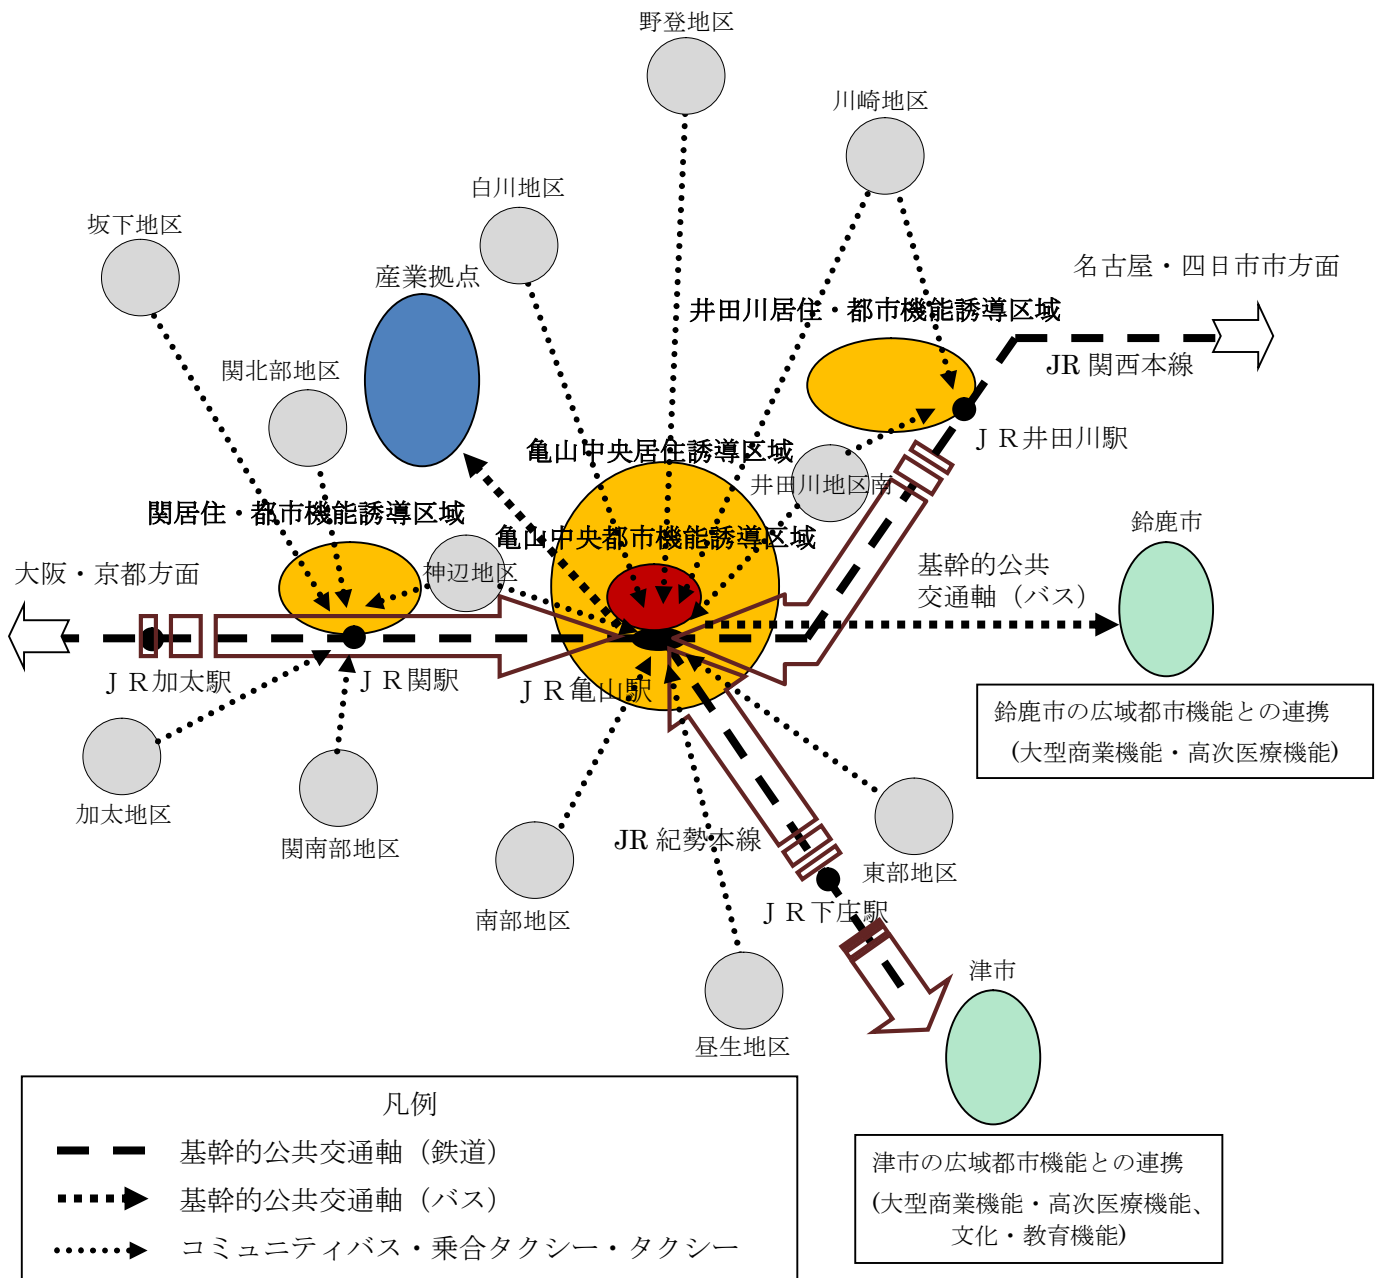 野登地区
川崎地区
白川地区
坂下地区
名古屋・四日市市方面
産業拠点
井田川居住・都市機能誘導区域
関北部地区
JR 関西本線
ＪＲ井田川駅
亀山中央居住誘導区域
井田川地区南
関居住・都市機能誘導区域
鈴鹿市
亀山中央都市機能誘導区域
大阪・京都方面
神辺地区
基幹的公共
交通軸（バス）
ＪＲ加太駅
ＪＲ関駅
ＪＲ亀山駅
鈴鹿市の広域都市機能との連携
(大型商業機能・高次医療機能)
加太地区
関南部地区
JR 紀勢本線
東部地区
南部地区
ＪＲ下庄駅
津市
昼生地区
凡例
基幹的公共交通軸（鉄道）
基幹的公共交通軸（バス）
コミュニティバス・乗合タクシー・タクシー
津市の広域都市機能との連携
(大型商業機能・高次医療機能、
文化・教育機能)